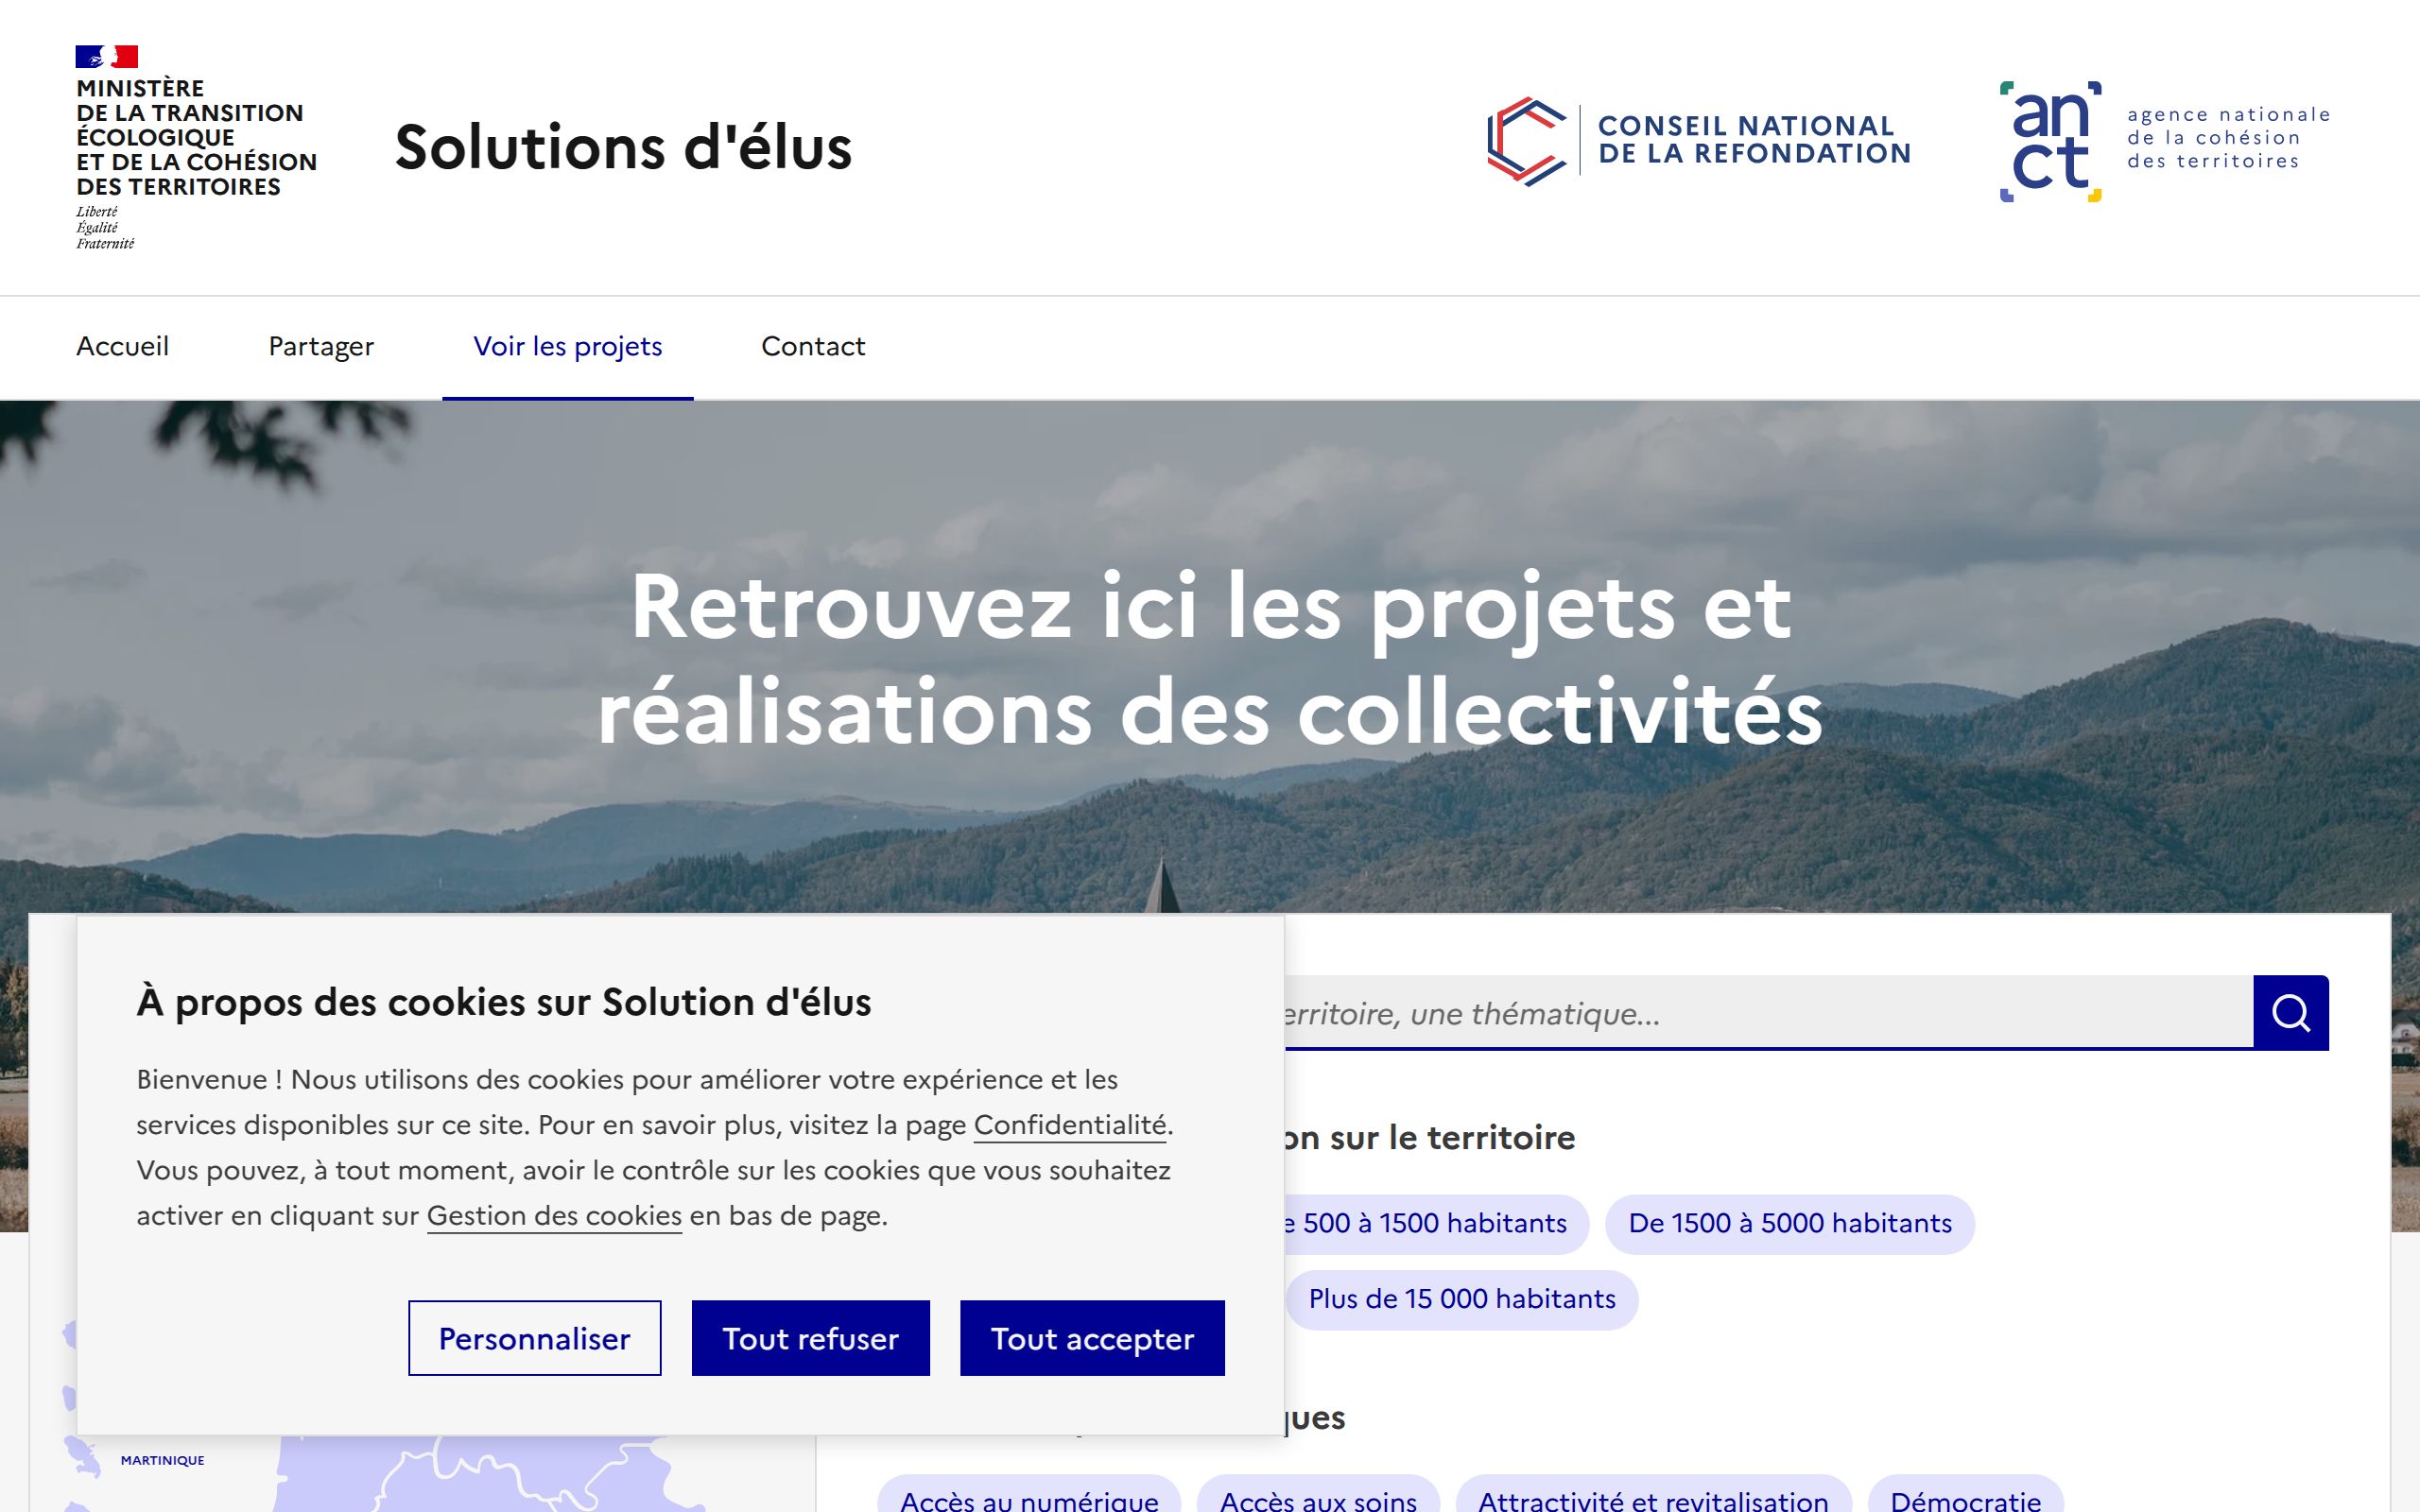 MINISTÈRE
DE LA TRANSITION
ÉCOLOGIQUE
ET DE LA COHÉSION
DES TERRITOIRES
Liberté
Égalité
Fraternité
Solutions d'élus
CONSEIL NATIONAL
DE LA REFONDATION
an
ct
agence nationale
de la cohésion
des territoires
Accueil
Partager
Voir les projets
Contact
Retrouvez ici les projets et
réalisations des collectivités
À propos des cookies sur Solution d'élus
Bienvenue ! Nous utilisons des cookies pour améliorer votre expérience et les
services disponibles sur ce site. Pour en savoir plus, visitez la page Confidentialité.
Vous pouvez, à tout moment, avoir le contrôle sur les cookies que vous souhaitez
activer en cliquant sur Gestion des cookies en bas de page.
Personnaliser
Tout refuser
Tout accepter
erritoire, une thématique...
on sur le territoire
e 500 à 1500 habitants
De 1500 à 5000 habitants
Plus de 15 000 habitants
ques
MARTINIQUE
Accès au numérique
Accès aux soins
Attractivité et revitalisation
Démocratie